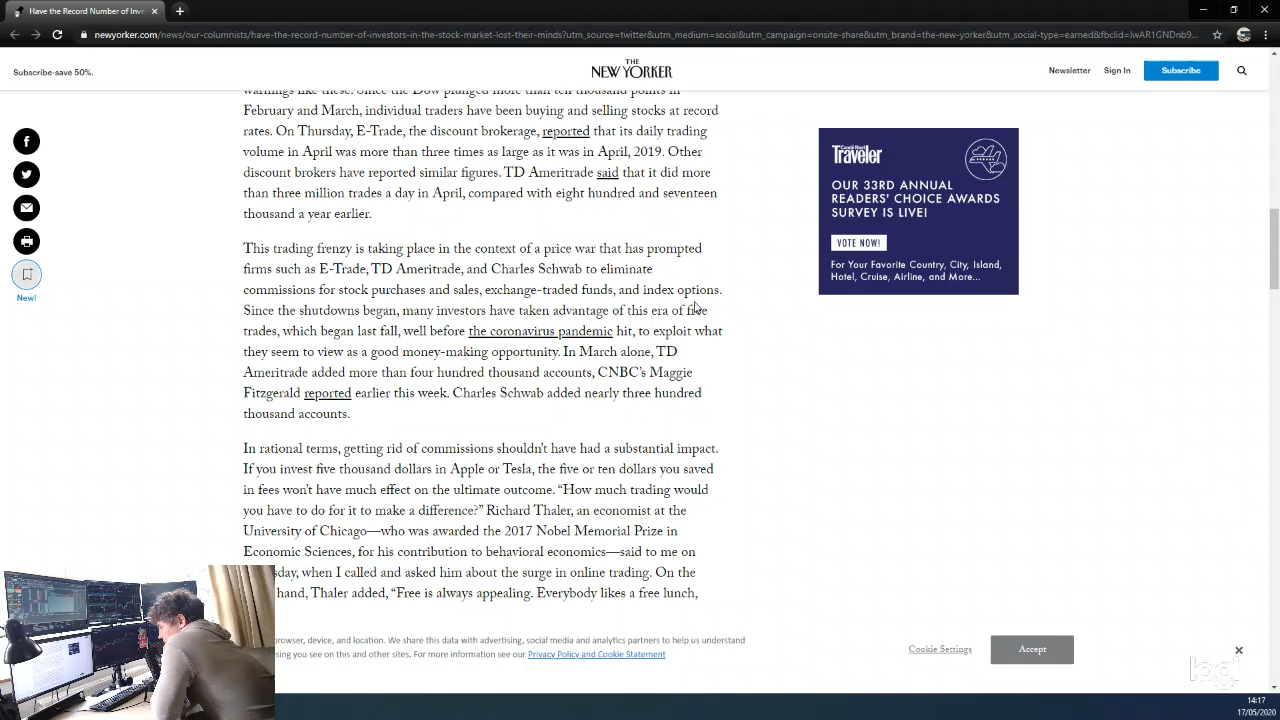 Have the Record Number of Inve
newyorker.com/news/our-columnists/have-the-record-number-of-investors-in-the-stock-market-lost-their-minds?utm_source=twitter&utm_medium=social&utm_campaign=onsite-share&utm_brand=the-new-yorker&utm_social-type=earned&fbclid=IwAR1GNDnb9...
Subscribe-save 50%.
THE
NEW YORKER
Newsletter
Sign In
Subscribe
warnings like these. Since the Dow plunged more than ten thousand points in
February and March, individual traders have been buying and selling stocks at record
rates. On Thursday, E-Trade, the discount brokerage, reported that its daily trading
volume in April was more than three times as large as it was in April, 2019. Other
discount brokers have reported similar figures. TD Ameritrade said that it did more
than three million trades a day in April, compared with eight hundred and seventeen
thousand a year earlier.
This trading frenzy is taking place in the context of a price war that has prompted
firms such as E-Trade, TD Ameritrade, and Charles Schwab to eliminate
commissions for stock purchases and sales, exchange-traded funds, and index options.
Since the shutdowns began, many investors have taken advantage of this era of free
trades, which began last fall, well before the coronavirus pandemic hit, to exploit what
they seem to view as a good money-making opportunity. In March alone, TD
Ameritrade added more than four hundred thousand accounts, CNBC's Maggie
Fitzgerald reported earlier this week. Charles Schwab added nearly three hundred
thousand accounts.
In rational terms, getting rid of commissions shouldn't have had a substantial impact.
If you invest five thousand dollars in Apple or Tesla, the five or ten dollars you saved
in fees won't have much effect on the ultimate outcome. “How much trading would
you have to do for it to make a difference?” Richard Thaler, an economist at the
University of Chicago—who was awarded the 2017 Nobel Memorial Prize in
Economic Sciences, for his contribution to behavioral economics—said to me on
sday, when I called and asked him about the surge in online trading. On the
hand, Thaler added, “Free is always appealing. Everybody likes a free lunch,
New!
Condé Nast
Traveler
OUR 33RD ANNUAL
READERS' CHOICE AWARDS
SURVEY IS LIVE!
VOTE NOW!
For Your Favorite Country, City, Island,
Hotel, Cruise, Airline, and More...
browser, device, and location. We share this data with advertising, social media and analytics partners to help us understand
sing you see on this and other sites. For more information see our Privacy Policy and Cookie Statement
Cookie Settings
Accept
14:17
17/05/2020